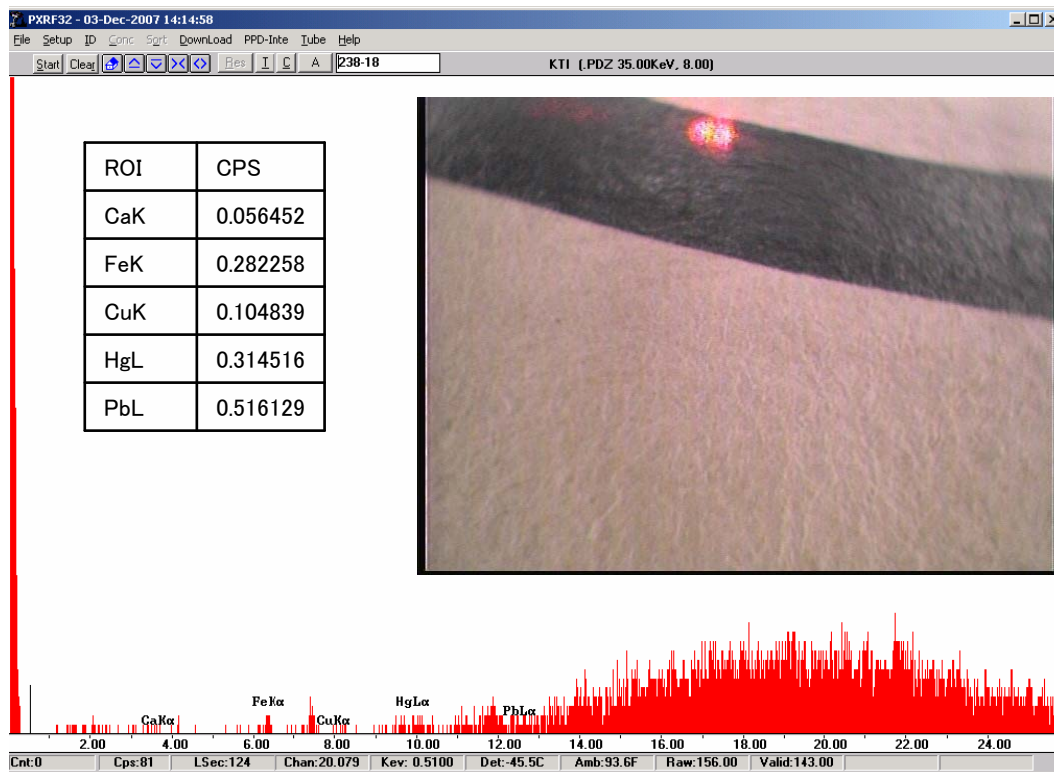 PXRF32 - 03-Dec-2007 14:14:58
File Setup ID Conc Sort DownLoad PPD-Inte Tube Help
Start Clear Res I C A 238-18 KTI (.PDZ 35.00KeV, 8.00)
ROI CPS
CaK 0.056452
FeK 0.282258
CuK 0.104839
HgL 0.314516
PbL 0.516129
FeKα HgLα
CaKα CuKα PbLα
2.00 4.00 6.00 8.00 10.00 12.00 14.00 16.00 18.00 20.00 22.00 24.00
Cnt:0 Cps:81 LSec:124 Chan:20.079 Kev: 0.5100 Det:-45.5C Amb:93.6F Raw:156.00 Valid:143.00